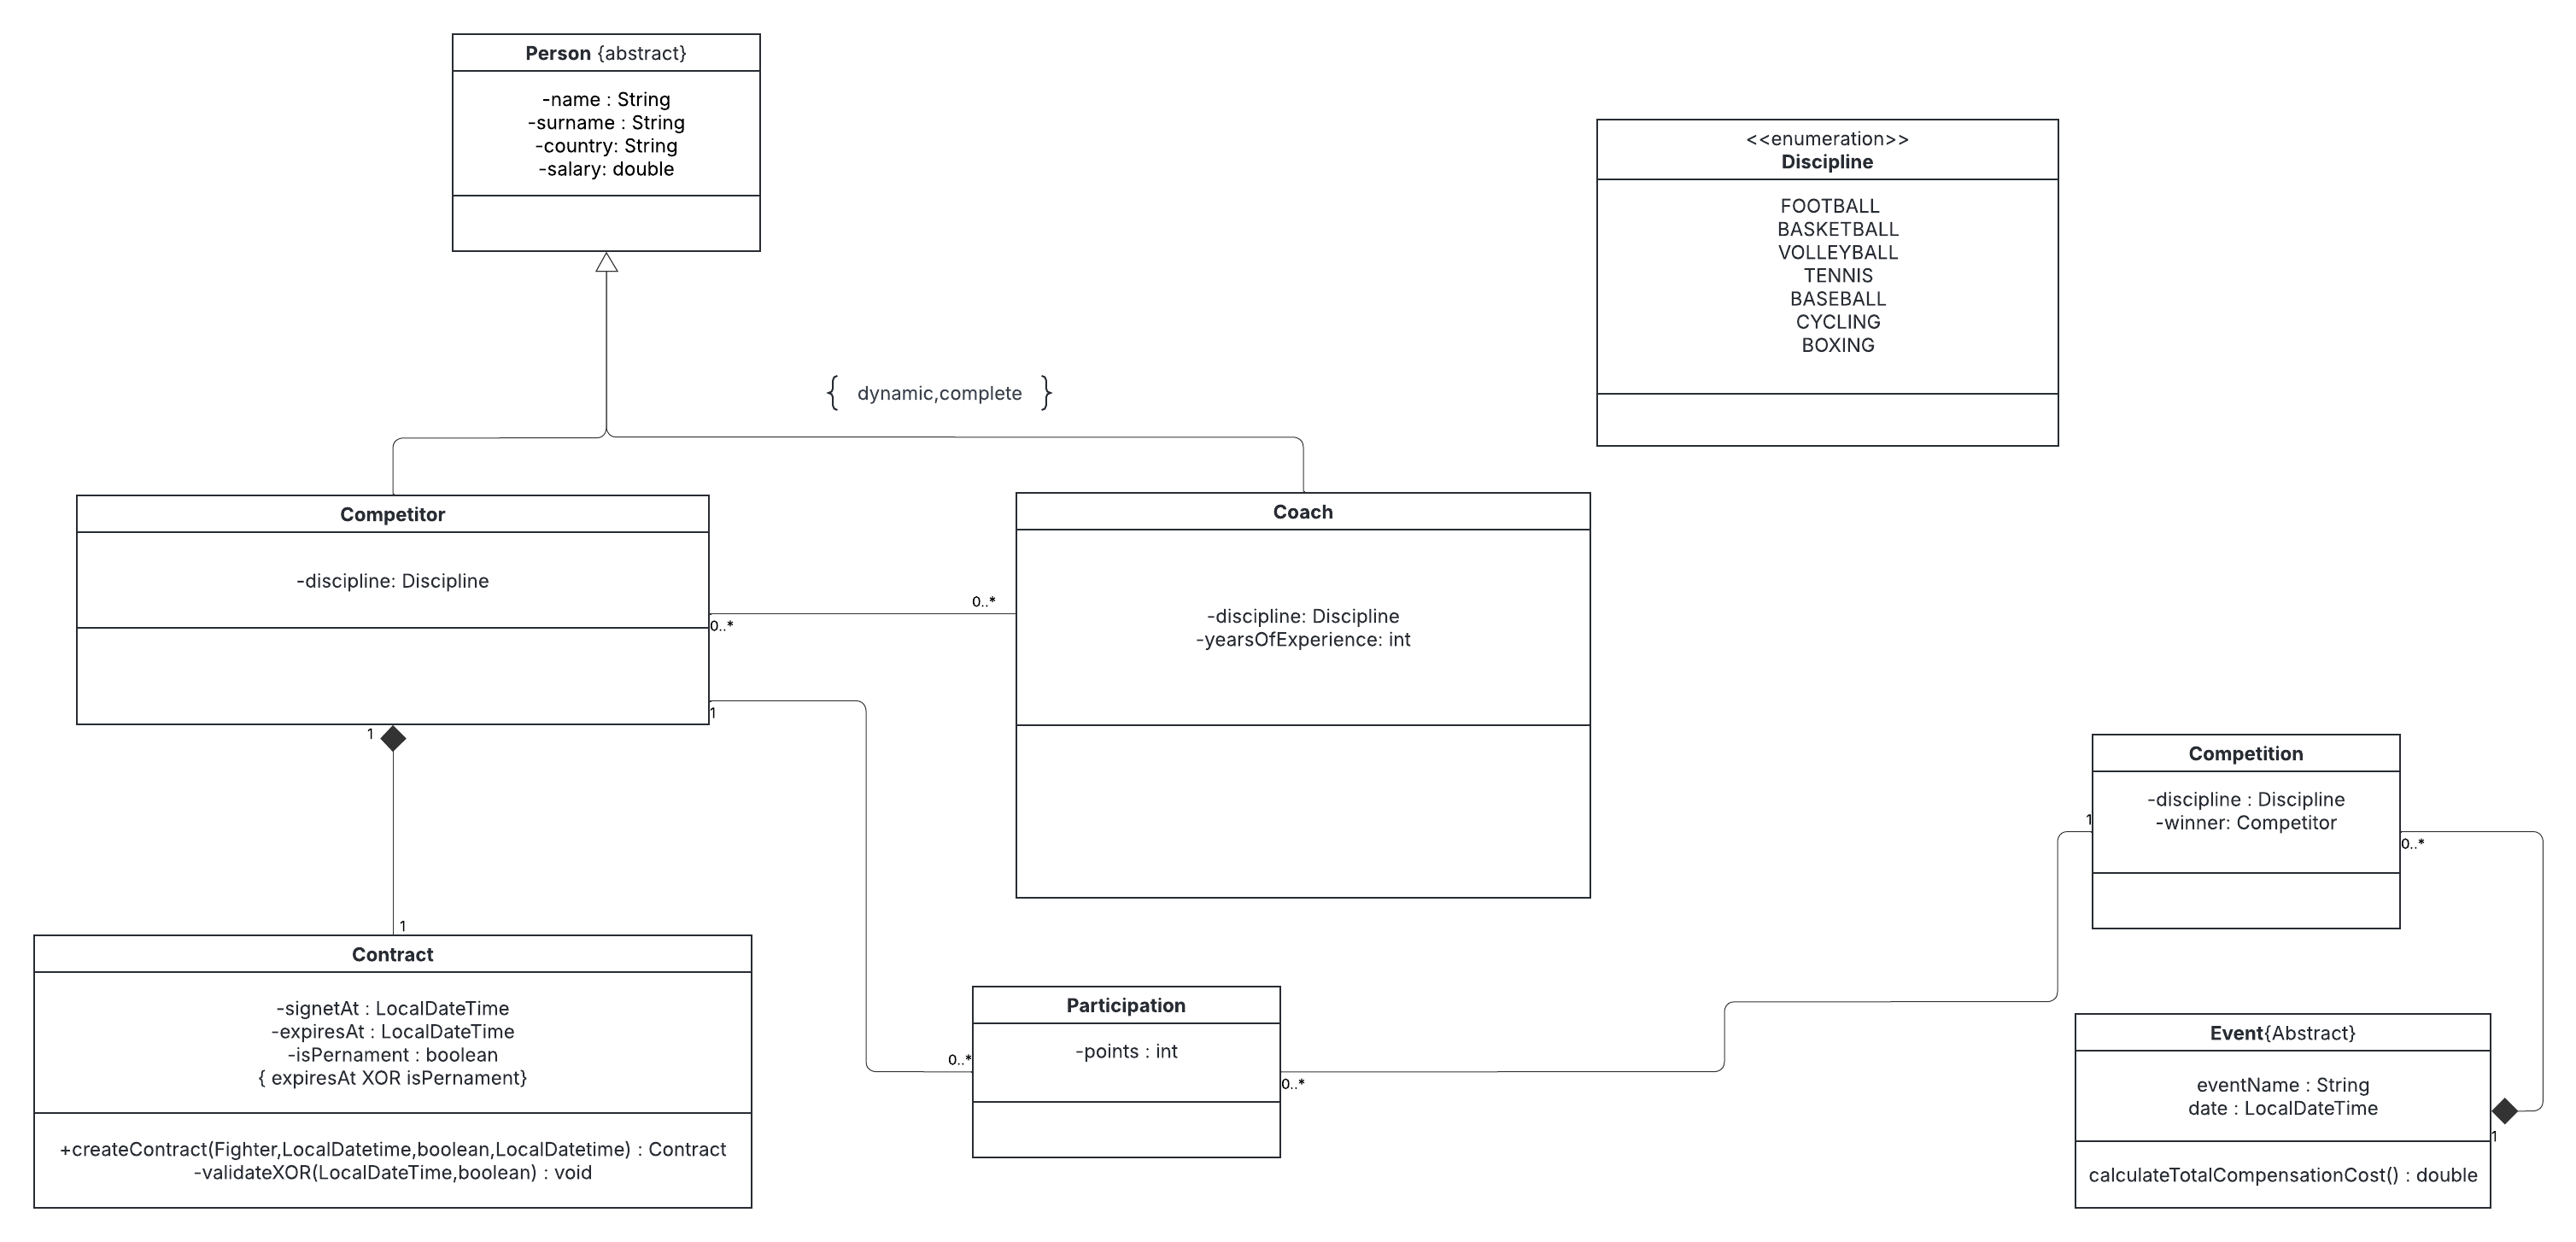 Person {abstract}
-name : String
-surname : String
-country: String
-salary: double
<<enumeration>>
Discipline
FOOTBALL
BASKETBALL
VOLLEYBALL
TENNIS
BASEBALL
CYCLING
BOXING
{ dynamic,complete }
Competitor
-discipline: Discipline
Coach
-discipline: Discipline
-yearsOfExperience: int
0..*
0..*
1
1
1
Contract
-signetAt : LocalDateTime
-expiresAt : LocalDateTime
-isPernament : boolean
{ expiresAt XOR isPernament}
+createContract(Fighter,LocalDatetime,boolean,LocalDatetime) : Contract
-validateXOR(LocalDateTime,boolean) : void
Participation
-points : int
0..*
0..*
Competition
-discipline : Discipline
-winner: Competitor
1
0..*
Event{Abstract}
eventName : String
date : LocalDateTime
1
calculateTotalCompensationCost() : double